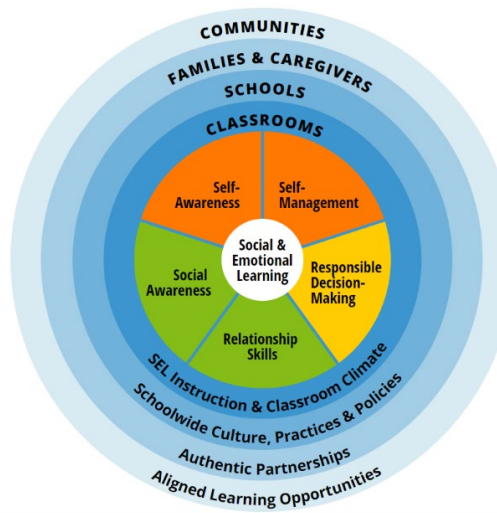 COMMUNITIES
FAMILIES & CAREGIVERS
SCHOOLS
CLASSROOMS
Self-
Awareness
Self-
Management
Social &
Emotional
Learning
Social
Awareness
Responsible
Decision-
Making
Relationship
Skills
SEL Instruction & Classroom Climate
Schoolwide Culture, Practices & Policies
Authentic Partnerships
Aligned Learning Opportunities